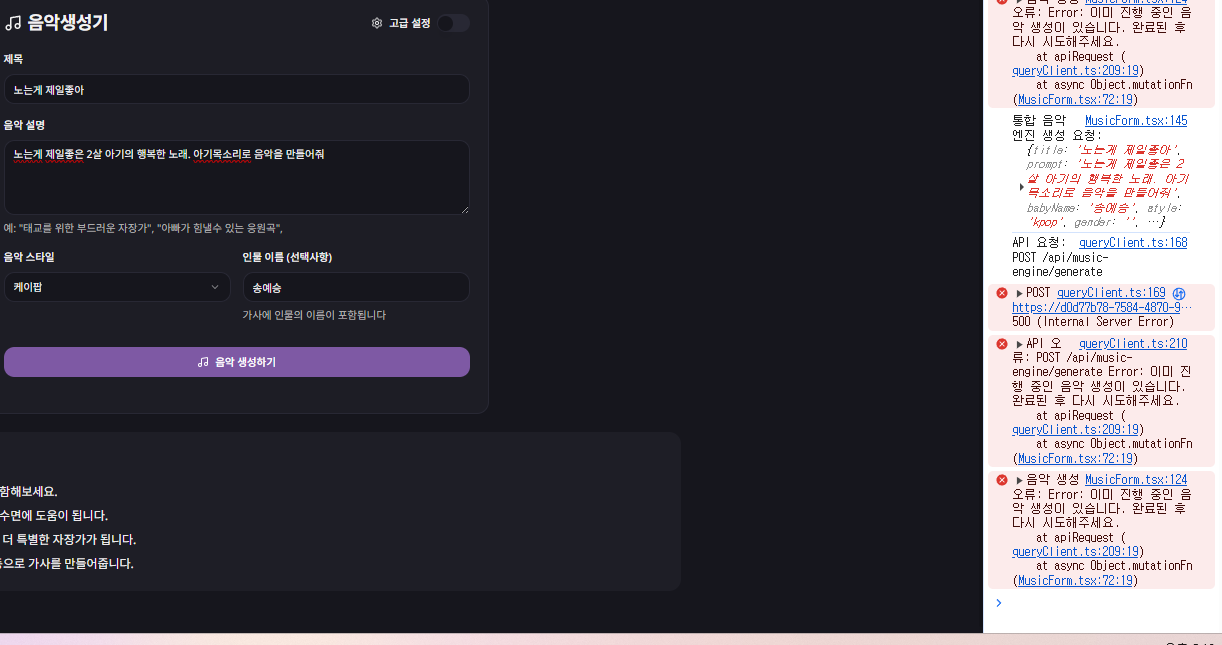 음악생성기
고급 설정
제목
노는게 제일좋아
음악 설명
노는게 제일좋은 2살 아기의 행복한 노래. 아기목소리로 음악을 만들어줘
예: "태교를 위한 부드러운 자장가", "아빠가 힘낼수 있는 응원곡",
음악 스타일
인물 이름 (선택사항)
케이팝
송예승
가사에 인물의 이름이 포함됩니다
음악 생성하기
함해보세요.
수면에 도움이 됩니다.
더 특별한 자장가가 됩니다.
으로 가사를 만들어줍니다.
음악 생성 MusicForm.tsx:124
오류: Error: 이미 진행 중인 음
악 생성이 있습니다. 완료된 후
다시 시도해주세요.
at apiRequest (
queryClient.ts:209:19)
at async Object.mutationFn
(MusicForm.tsx:72:19)
통합 음악 MusicForm.tsx:145
엔진 생성 요청:
{title: '노는게 제일좋아',
prompt: '노는게 제일좋은 2
살 아기의 행복한 노래. 아기
목소리로 음악을 만들어줘',
babyName: '송예승', style:
'kpop', gender: '', …}
API 요청: queryClient.ts:168
POST /api/music-
engine/generate
POST queryClient.ts:169
https://d0d77b78-7584-4870-9…
500 (Internal Server Error)
API 오 queryClient.ts:210
류: POST /api/music-
engine/generate Error: 이미 진
행 중인 음악 생성이 있습니다.
완료된 후 다시 시도해주세요.
at apiRequest (
queryClient.ts:209:19)
at async Object.mutationFn
(MusicForm.tsx:72:19)
음악 생성 MusicForm.tsx:124
오류: Error: 이미 진행 중인 음
악 생성이 있습니다. 완료된 후
다시 시도해주세요.
at apiRequest (
queryClient.ts:209:19)
at async Object.mutationFn
(MusicForm.tsx:72:19)